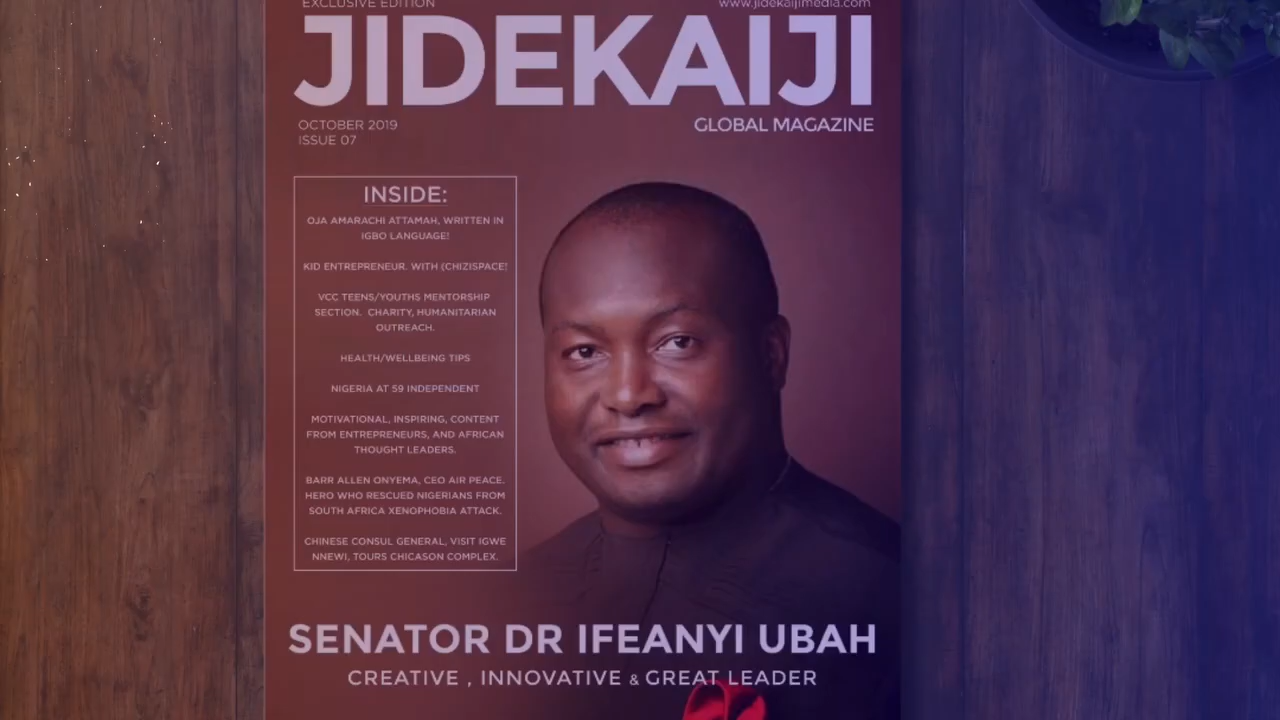 EXCLUSIVE EDITION
www.jidekaijimedia.com
JIDEKAIJI
OCTOBER 2019
ISSUE 07
GLOBAL MAGAZINE
INSIDE:
OJA AMARACHI ATTAMAH, WRITTEN IN
IGBO LANGUAGE!
KID ENTREPRENEUR. WITH (CHIZISPACE!
VCC TEENS/YOUTHS MENTORSHIP
SECTION. CHARITY, HUMANITARIAN
OUTREACH.
HEALTH/WELLBEING TIPS
NIGERIA AT 59 INDEPENDENT
MOTIVATIONAL, INSPIRING, CONTENT
FROM ENTREPRENEURS, AND AFRICAN
THOUGHT LEADERS.
BARR ALLEN ONYEMA, CEO AIR PEACE.
HERO WHO RESCUED NIGERIANS FROM
SOUTH AFRICA XENOPHOBIA ATTACK.
CHINESE CONSUL GENERAL, VISIT IGWE
NNEWI, TOURS CHICASON COMPLEX.
SENATOR DR IFEANYI UBAH
CREATIVE , INNOVATIVE & GREAT LEADER